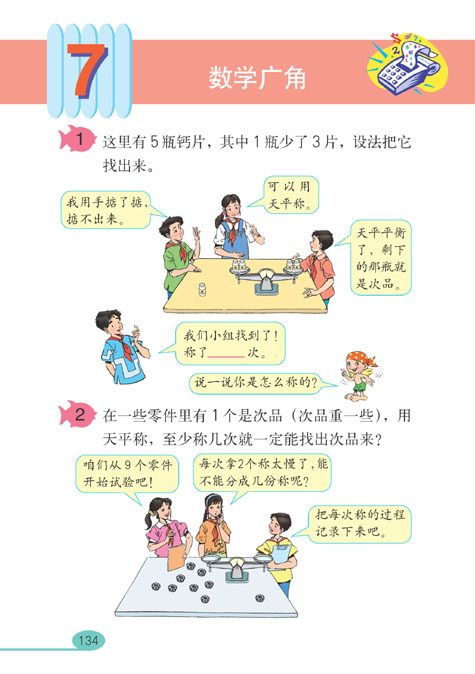 7
数学广角
1 这里有5瓶钙片，其中1瓶少了3片，设法把它
找出来。
我用手掂了掂，
掂不出来。
可以用
天平称。
天平平衡
了，剩下
的那瓶就
是次品。
我们小组找到了！
称了______次。
说一说你是怎么称的？
2 在一些零件里有1个是次品（次品重一些），用
天平称，至少称几次就一定能找出次品来？
咱们从9个零件
开始试验吧！
每次拿2个称太慢了，能
不能分成几份称呢？
把每次称的过程
记录下来吧。
134